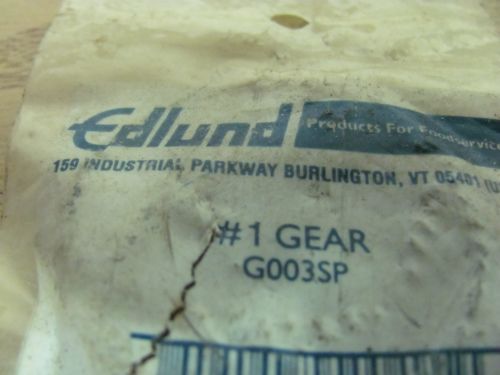 Edlund Products For Foodservice
159 INDUSTRIAL PARKWAY BURLINGTON, VT 05401
#1 GEAR
G003SP